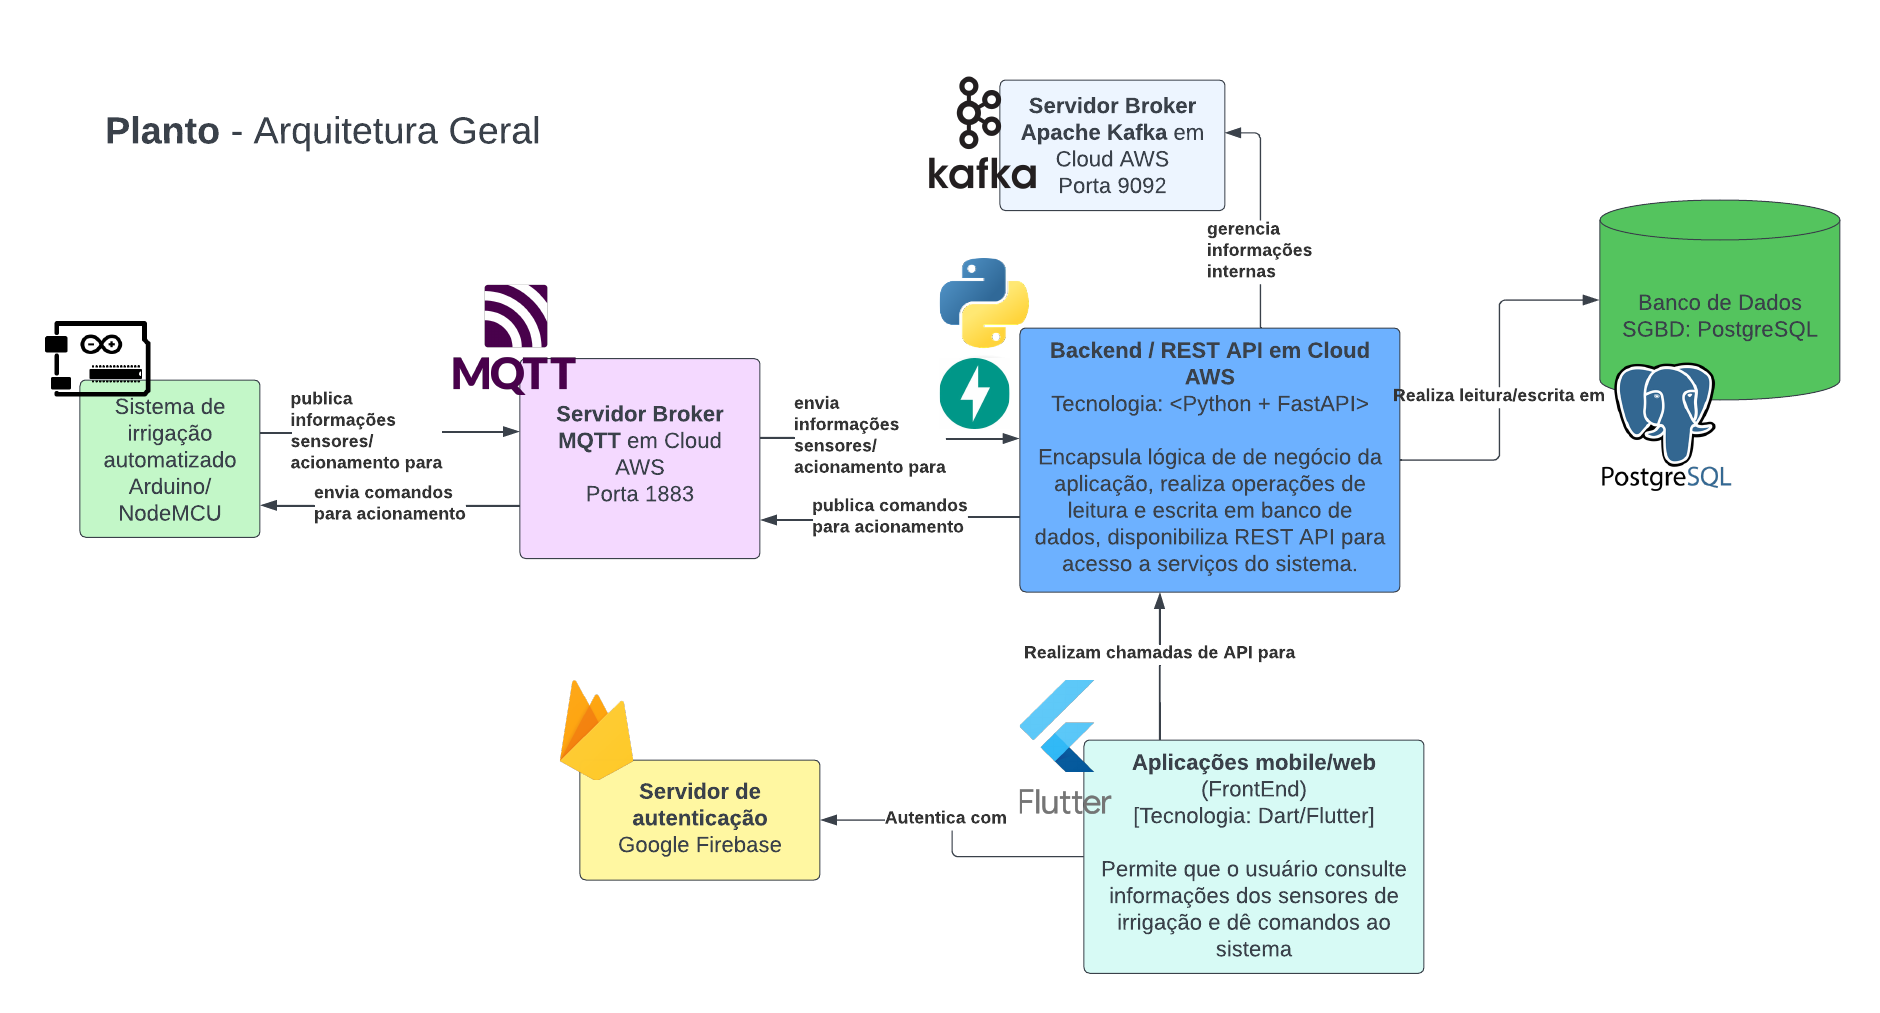 Planto - Arquitetura Geral
kafka
Servidor Broker
Apache Kafka em
Cloud AWS
Porta 9092
gerencia
informações
internas
Banco de Dados
SGBD: PostgreSQL
PostgreSQL
Realiza leitura/escrita em
Sistema de
irrigação
automatizado
Arduino/
NodeMCU
publica
informações
sensores/
acionamento para
envia comandos
para acionamento
MQTT
Servidor Broker
MQTT em Cloud
AWS
Porta 1883
envia
informações
sensores/
acionamento para
publica comandos
para acionamento
Backend / REST API em Cloud
AWS
Tecnologia: <Python + FastAPI>
Encapsula lógica de de negócio da
aplicação, realiza operações de
leitura e escrita em banco de
dados, disponibiliza REST API para
acesso a serviços do sistema.
Realizam chamadas de API para
Servidor de
autenticação
Google Firebase
Autentica com
Flutter
Aplicações mobile/web
(FrontEnd)
[Tecnologia: Dart/Flutter]
Permite que o usuário consulte
informações dos sensores de
irrigação e dê comandos ao
sistema